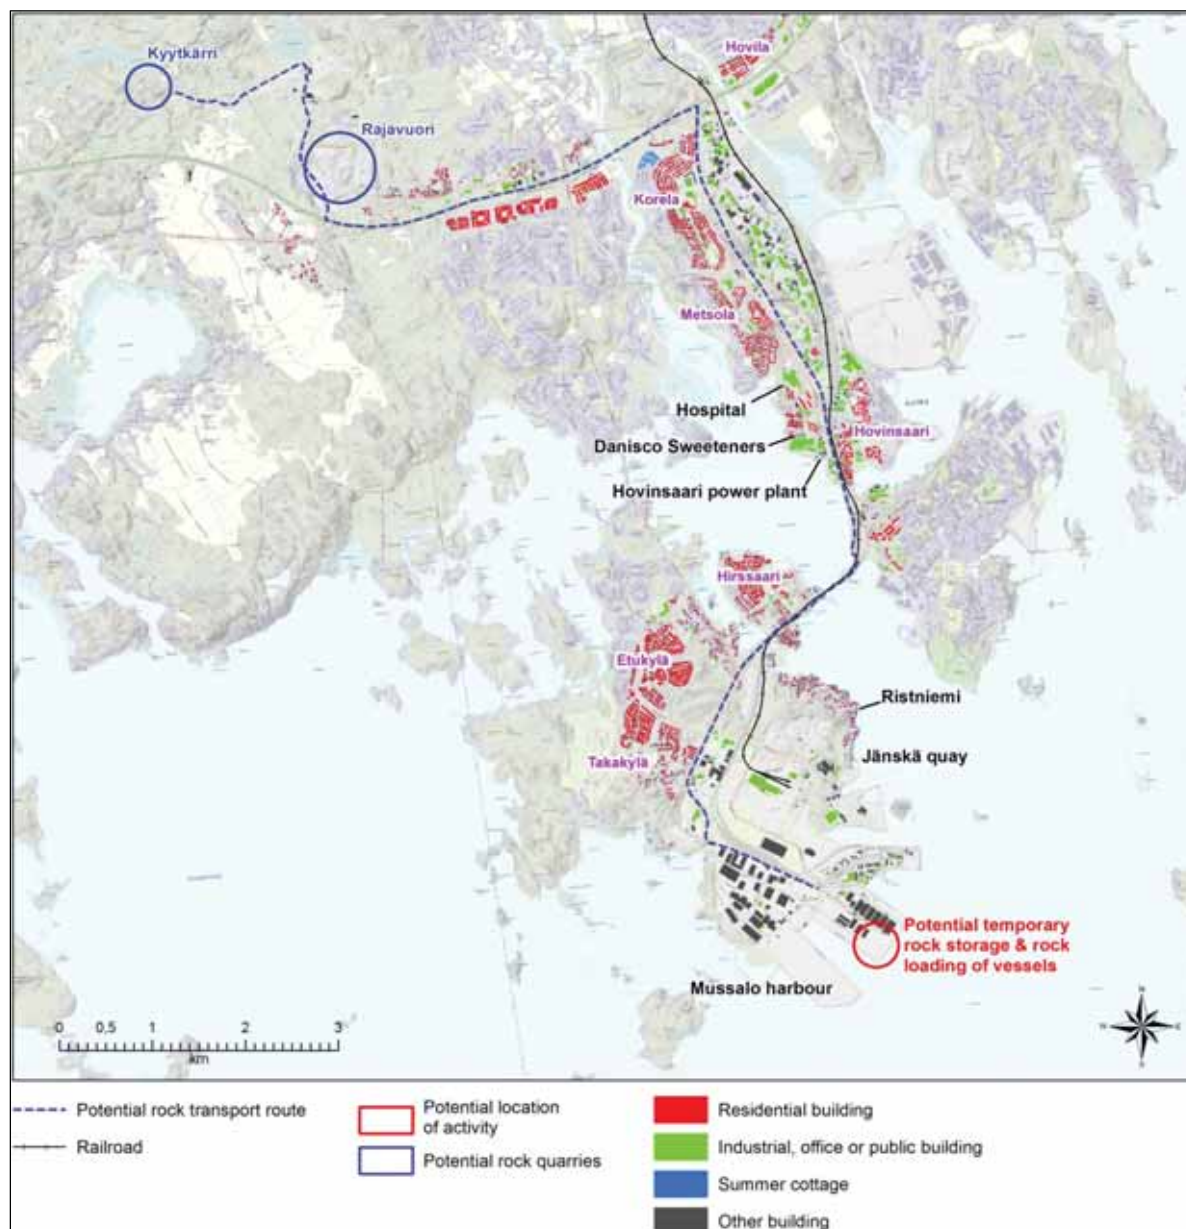 Hovila
Kyytkärri
Rajavuori
Korela
Metsola
Hospital
Danisco Sweeteners
Hovinsaari
Hovinsaari power plant
Hirssaari
Etukylä
Ristniemi
Takakylä
Jänskä quay
Potential temporary
rock storage & rock
loading of vessels
Mussalo harbour
0 0,5 1 2 3
km
N
W E
S
Potential rock transport route
Railroad
Potential location
of activity
Potential rock quarries
Residential building
Industrial, office or public building
Summer cottage
Other building